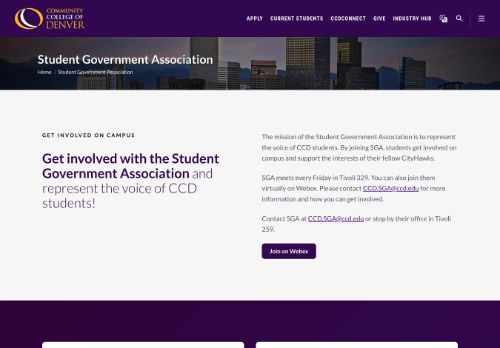 COMMUNITY
COLLEGE OF
DENVER
APPLY CURRENT STUDENTS CCDCONNECT GIVE INDUSTRY HUB
Student Government Association
Home / Student Government Association
GET INVOLVED ON CAMPUS
Get involved with the Student
Government Association and
represent the voice of CCD
students!
The mission of the Student Government Association is to represent
the voice of CCD students. By joining SGA, students get involved on
campus and support the interests of their fellow CityHawks.
SGA meets every Friday in Tivoli 329. You can also join them
virtually on Webex. Please contact CCD.SGA@ccd.edu for more
information and how you can get involved.
Contact SGA at CCD.SGA@ccd.edu or stop by their office in Tivoli
259.
Join on Webex